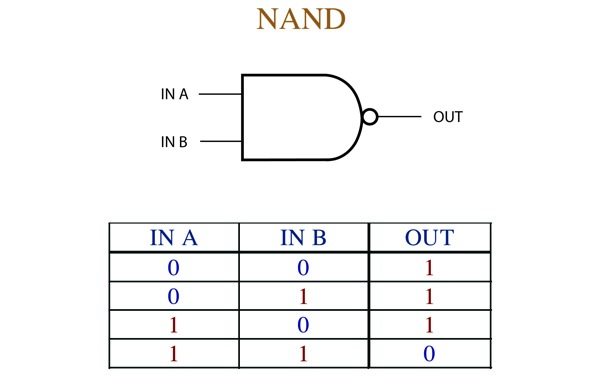 NAND
IN A
OUT
IN B
IN A IN B OUT
0 0 1
0 1 1
1 0 1
1 1 0